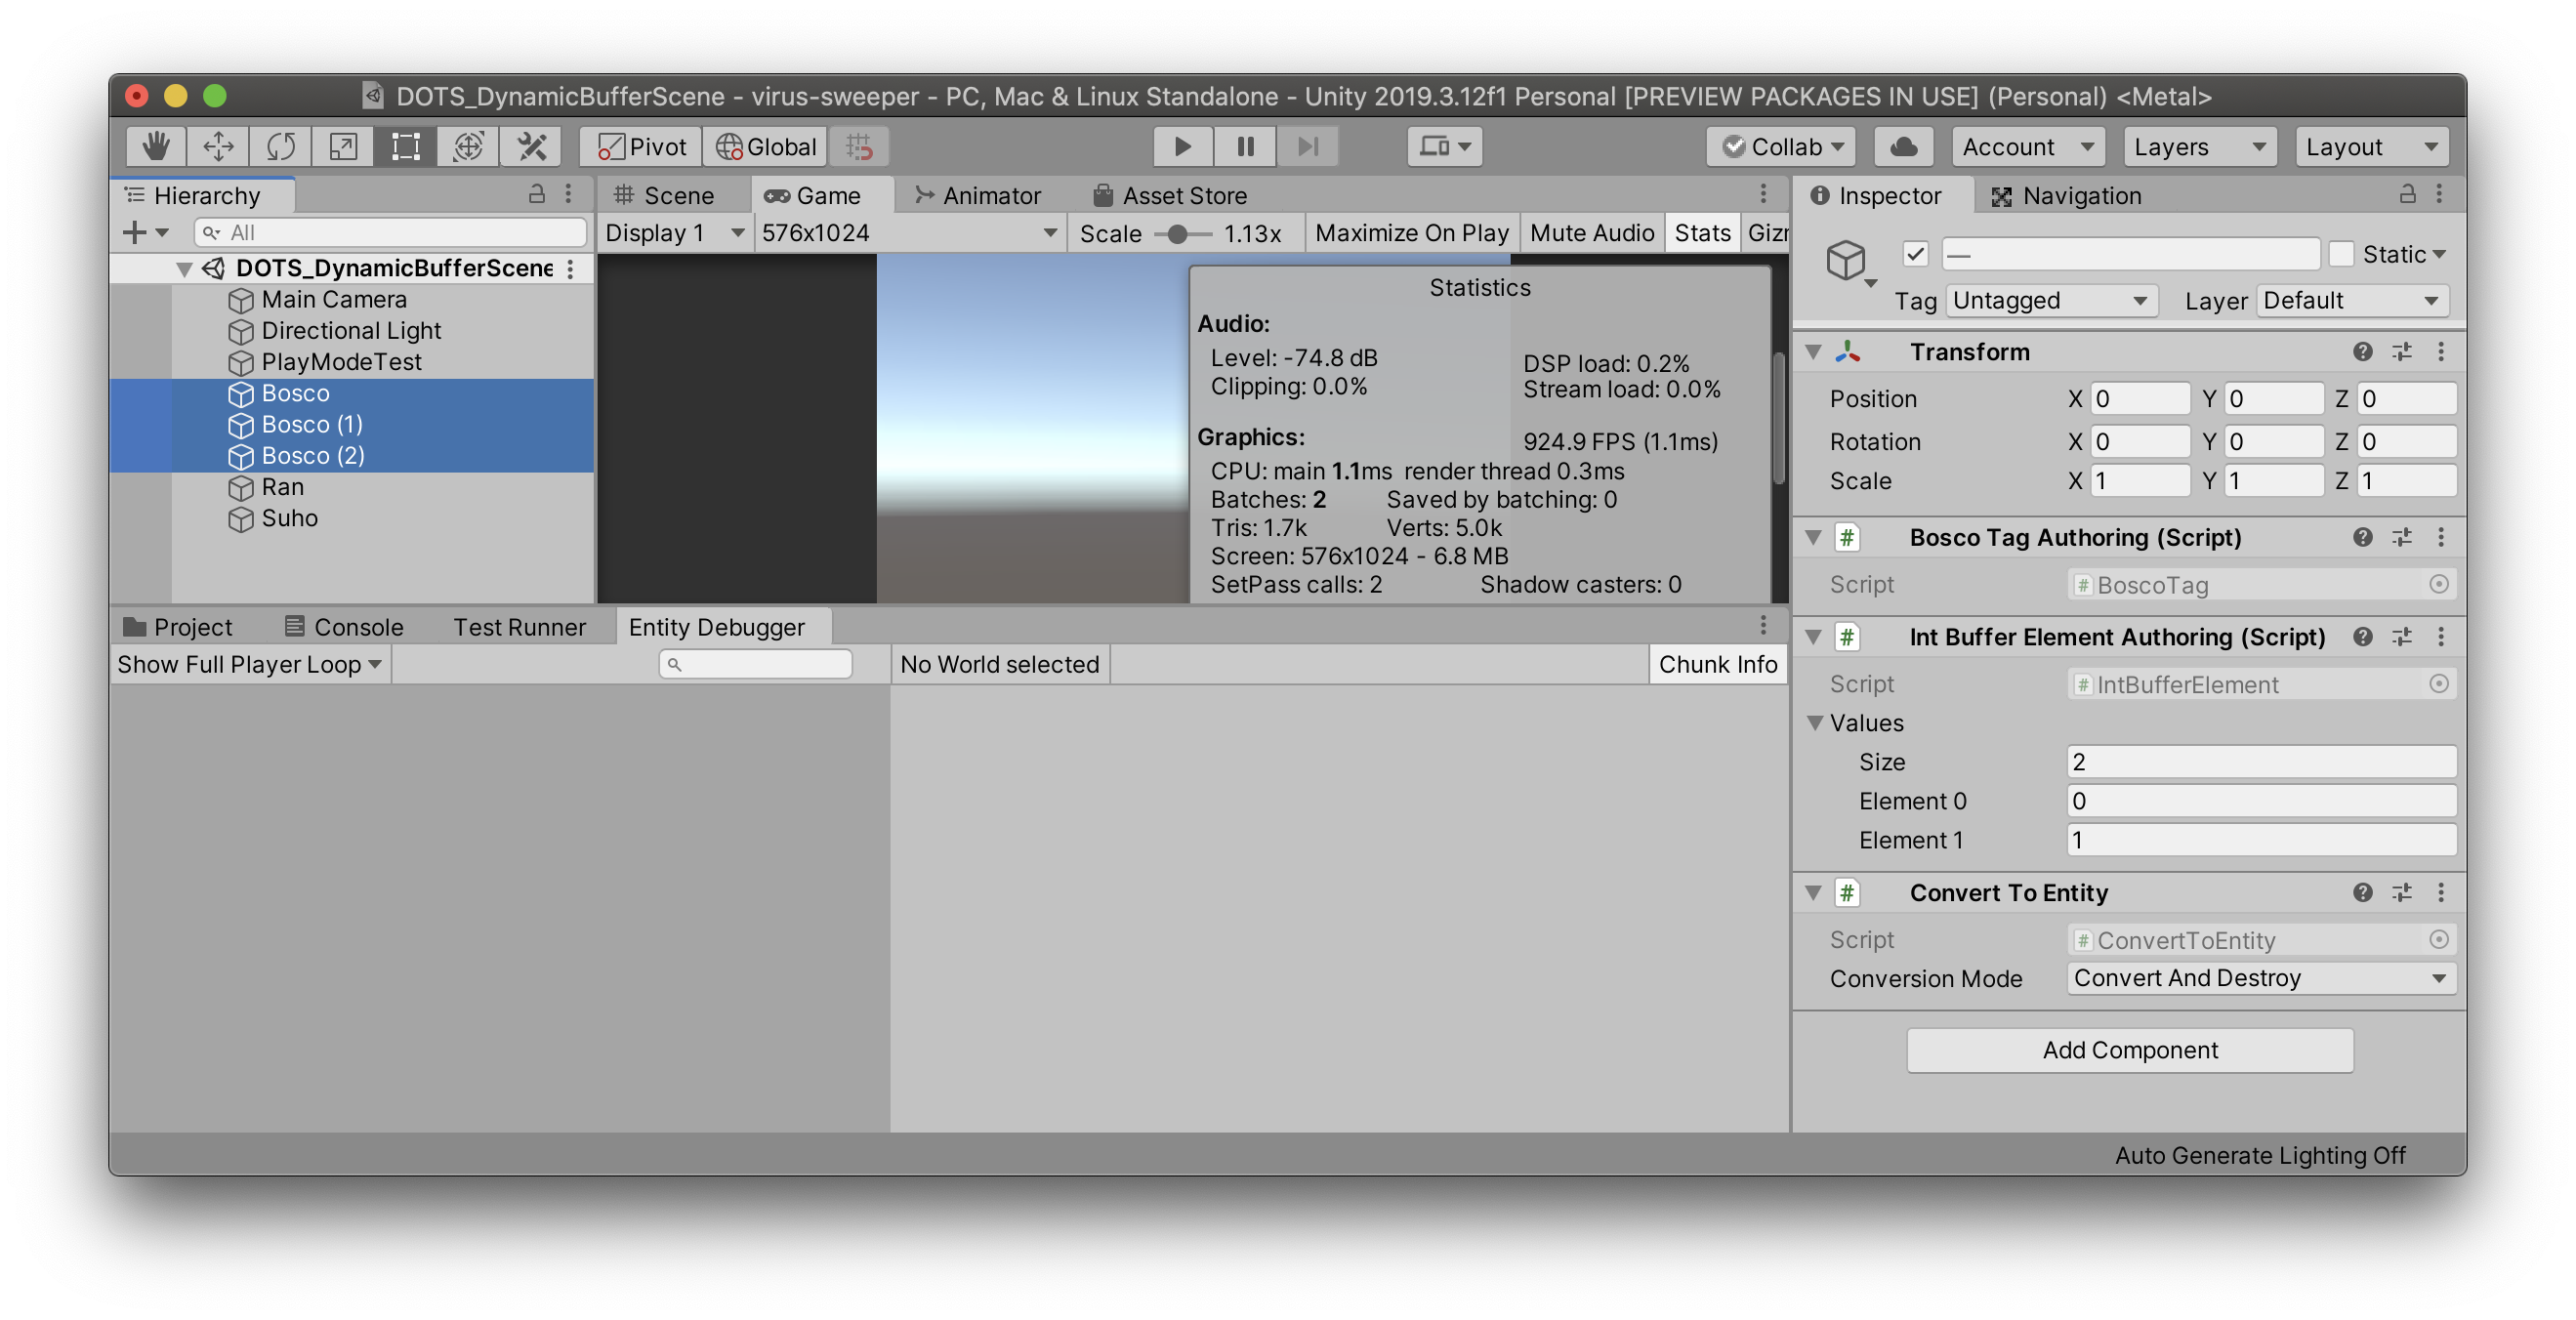 DOTS_DynamicBufferScene - virus-sweeper - PC, Mac & Linux Standalone - Unity 2019.3.12f1 Personal [PREVIEW PACKAGES IN USE] (Personal) <Metal>
Pivot Global Collab Account Layers Layout
Hierarchy
All
DOTS_DynamicBufferScene
Main Camera
Directional Light
PlayModeTest
Bosco
Bosco (1)
Bosco (2)
Ran
Suho
Scene Game Animator Asset Store
Display 1 576x1024 Scale 1.13x Maximize On Play Mute Audio Stats Giz
Statistics
Audio:
Level: -74.8 dB DSP load: 0.2%
Clipping: 0.0% Stream load: 0.0%
Graphics: 924.9 FPS (1.1ms)
CPU: main 1.1ms render thread 0.3ms
Batches: 2 Saved by batching: 0
Tris: 1.7k Verts: 5.0k
Screen: 576x1024 - 6.8 MB
SetPass calls: 2 Shadow casters: 0
Project Console Test Runner Entity Debugger
Show Full Player Loop No World selected Chunk Info
Inspector Navigation
— Static
Tag Untagged Layer Default
Transform
Position X 0 Y 0 Z 0
Rotation X 0 Y 0 Z 0
Scale X 1 Y 1 Z 1
# Bosco Tag Authoring (Script)
Script # BoscoTag
# Int Buffer Element Authoring (Script)
Script # IntBufferElement
Values
Size 2
Element 0 0
Element 1 1
# Convert To Entity
Script # ConvertToEntity
Conversion Mode Convert And Destroy
Add Component
Auto Generate Lighting Off